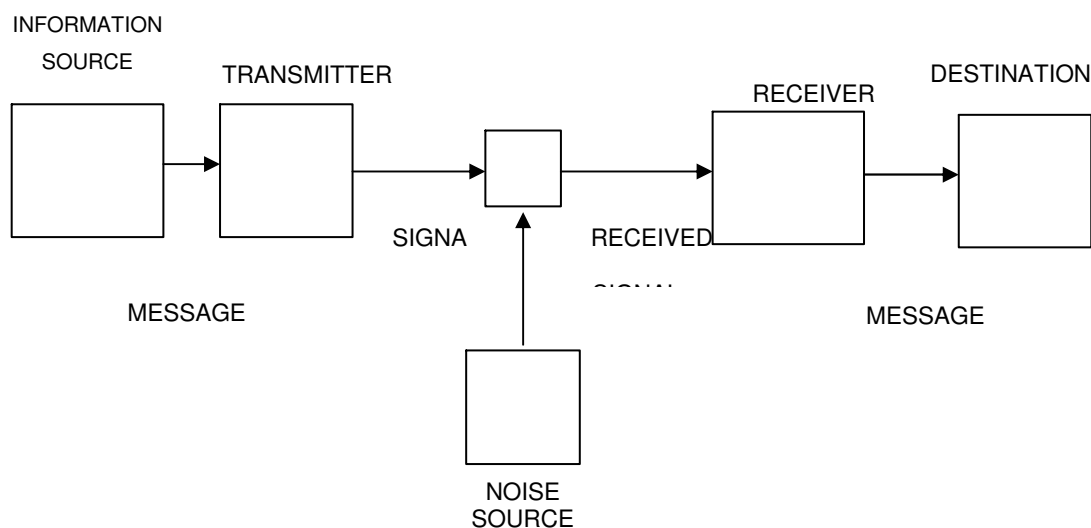 INFORMATION
SOURCE
TRANSMITTER
RECEIVER
DESTINATION
SIGNA
RECEIVED
MESSAGE
MESSAGE
NOISE
SOURCE